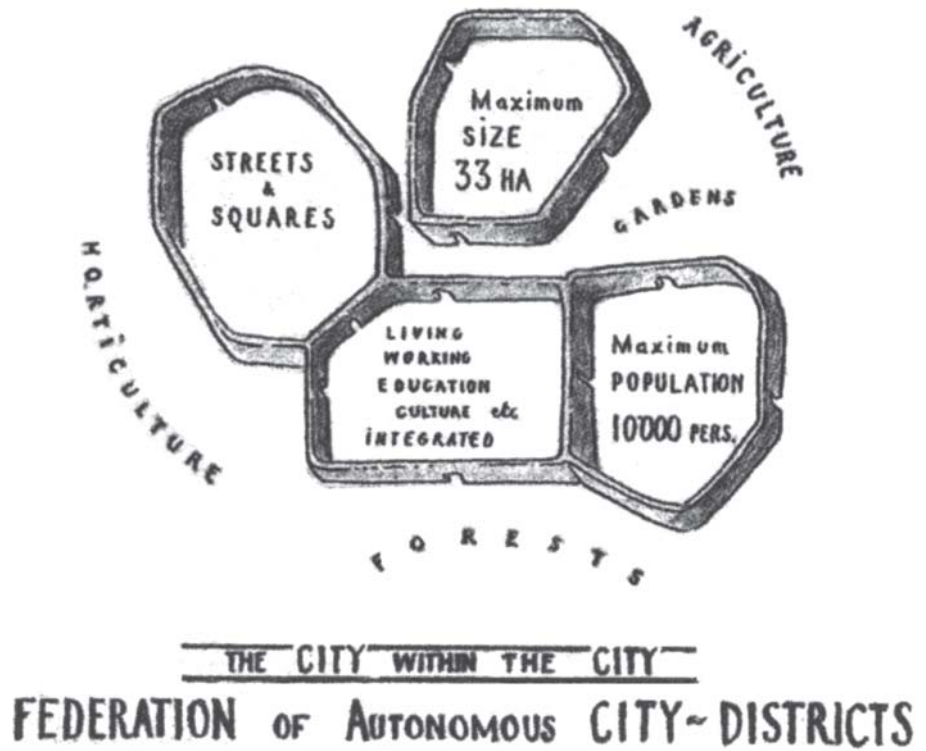 AGRiCULTURE
Maximum
SiZE
33 HA
STREETS
&
SQUARES
GARDENS
HORTiCULTURE
LIVING
WORKING
EDUCATION
CULTURE etc
iNTEGRATED
Maximum
POPULATION
10'000 PERS.
FORESTS
THE CITY WITHIN THE CITY
FEDERATION OF AUTONOMOUS CITY~DISTRICTS